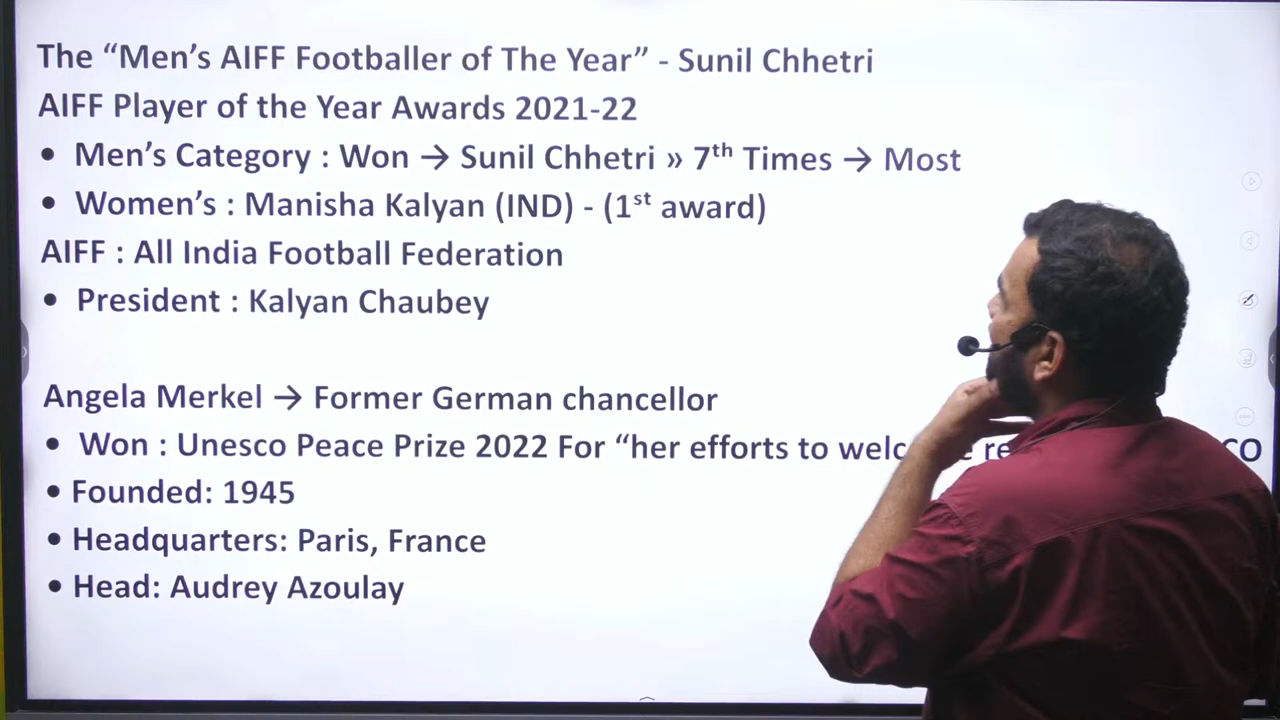 The “Men’s AIFF Footballer of The Year” - Sunil Chhetri
AIFF Player of the Year Awards 2021-22
• Men’s Category : Won → Sunil Chhetri » 7th Times → Most
• Women’s : Manisha Kalyan (IND) - (1st award)
AIFF : All India Football Federation
• President : Kalyan Chaubey
Angela Merkel → Former German chancellor
• Won : Unesco Peace Prize 2022 For “her efforts to
• Founded: 1945
• Headquarters: Paris, France
• Head: Audrey Azoulay